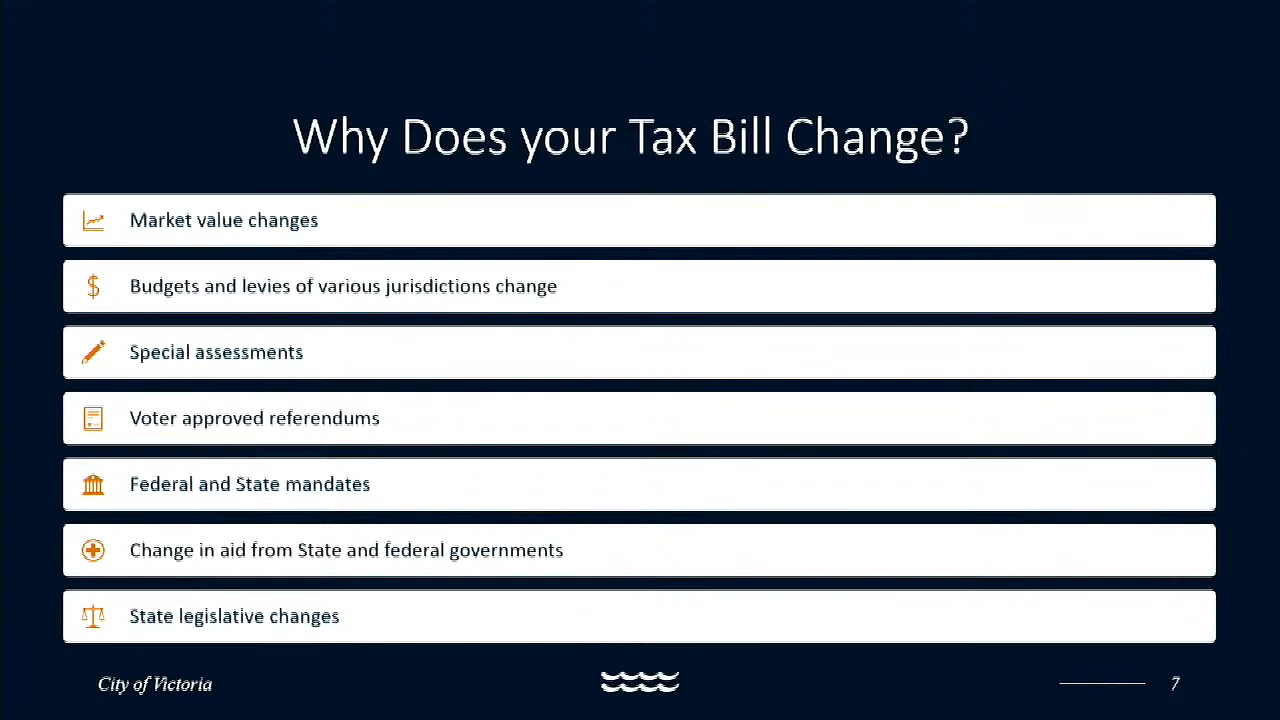 Why Does your Tax Bill Change?
Market value changes
Budgets and levies of various jurisdictions change
Special assessments
Voter approved referendums
Federal and State mandates
Change in aid from State and federal governments
State legislative changes
City of Victoria
7